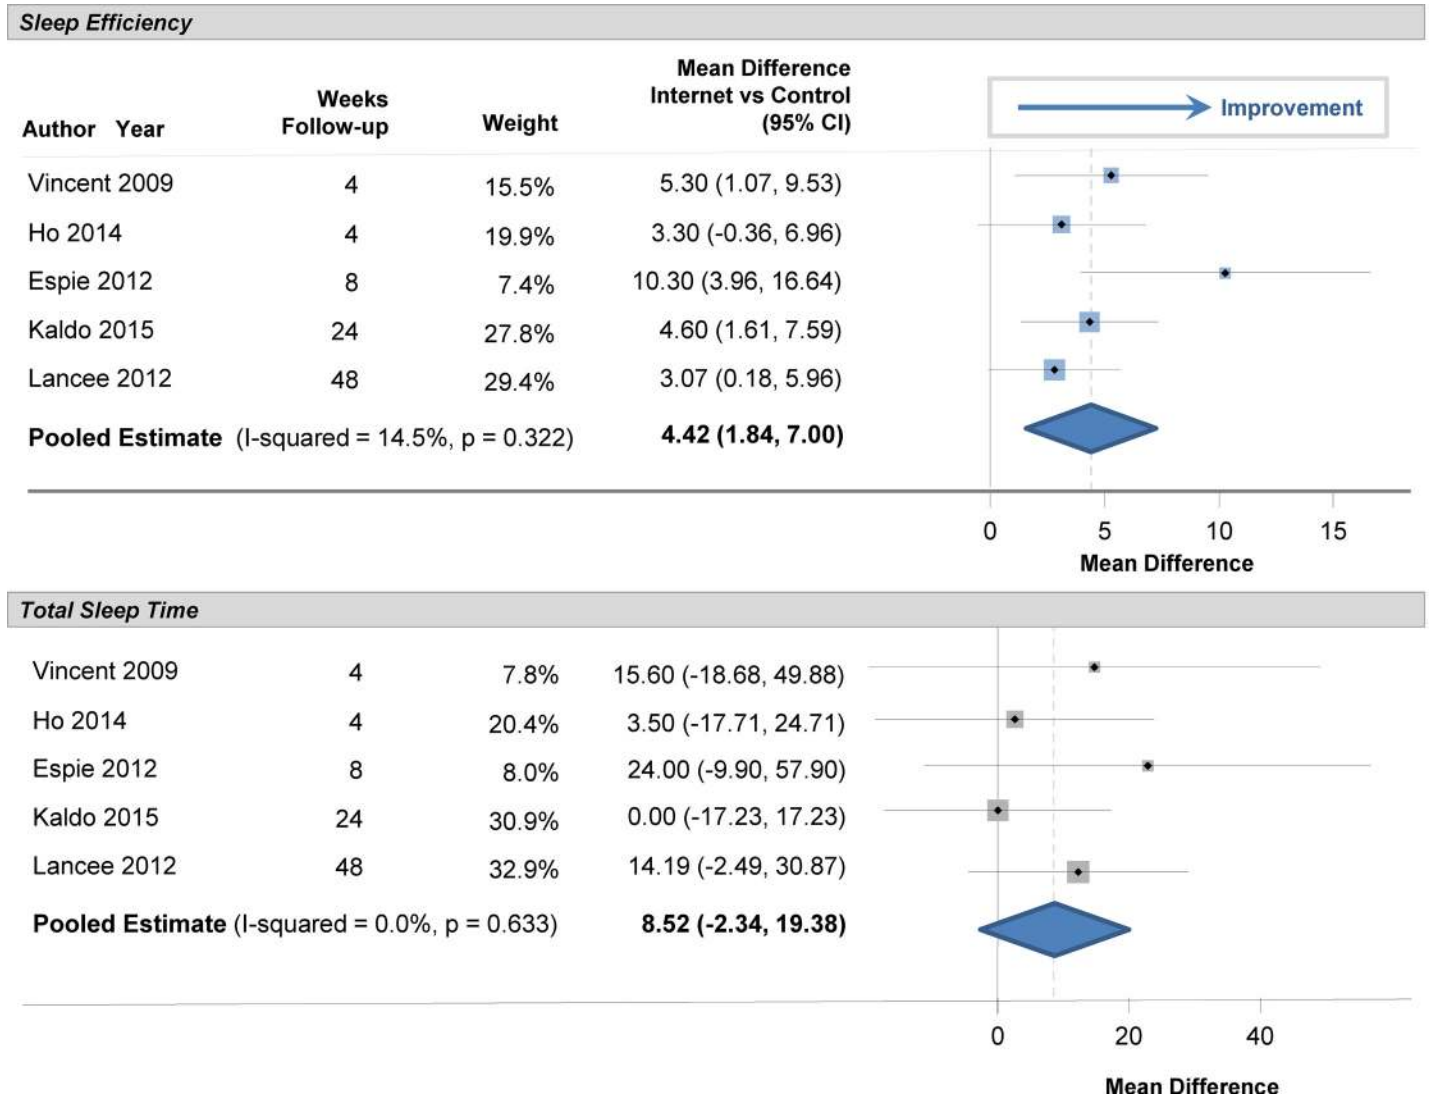 Sleep Efficiency
Author Year Weeks Follow-up Weight Mean Difference Internet vs Control (95% CI) Improvement
Vincent 2009 4 15.5% 5.30 (1.07, 9.53)
Ho 2014 4 19.9% 3.30 (-0.36, 6.96)
Espie 2012 8 7.4% 10.30 (3.96, 16.64)
Kaldo 2015 24 27.8% 4.60 (1.61, 7.59)
Lancee 2012 48 29.4% 3.07 (0.18, 5.96)
Pooled Estimate (I-squared = 14.5%, p = 0.322) 4.42 (1.84, 7.00)
0 5 10 15
Mean Difference
Total Sleep Time
Vincent 2009 4 7.8% 15.60 (-18.68, 49.88)
Ho 2014 4 20.4% 3.50 (-17.71, 24.71)
Espie 2012 8 8.0% 24.00 (-9.90, 57.90)
Kaldo 2015 24 30.9% 0.00 (-17.23, 17.23)
Lancee 2012 48 32.9% 14.19 (-2.49, 30.87)
Pooled Estimate (I-squared = 0.0%, p = 0.633) 8.52 (-2.34, 19.38)
0 20 40
Mean Difference